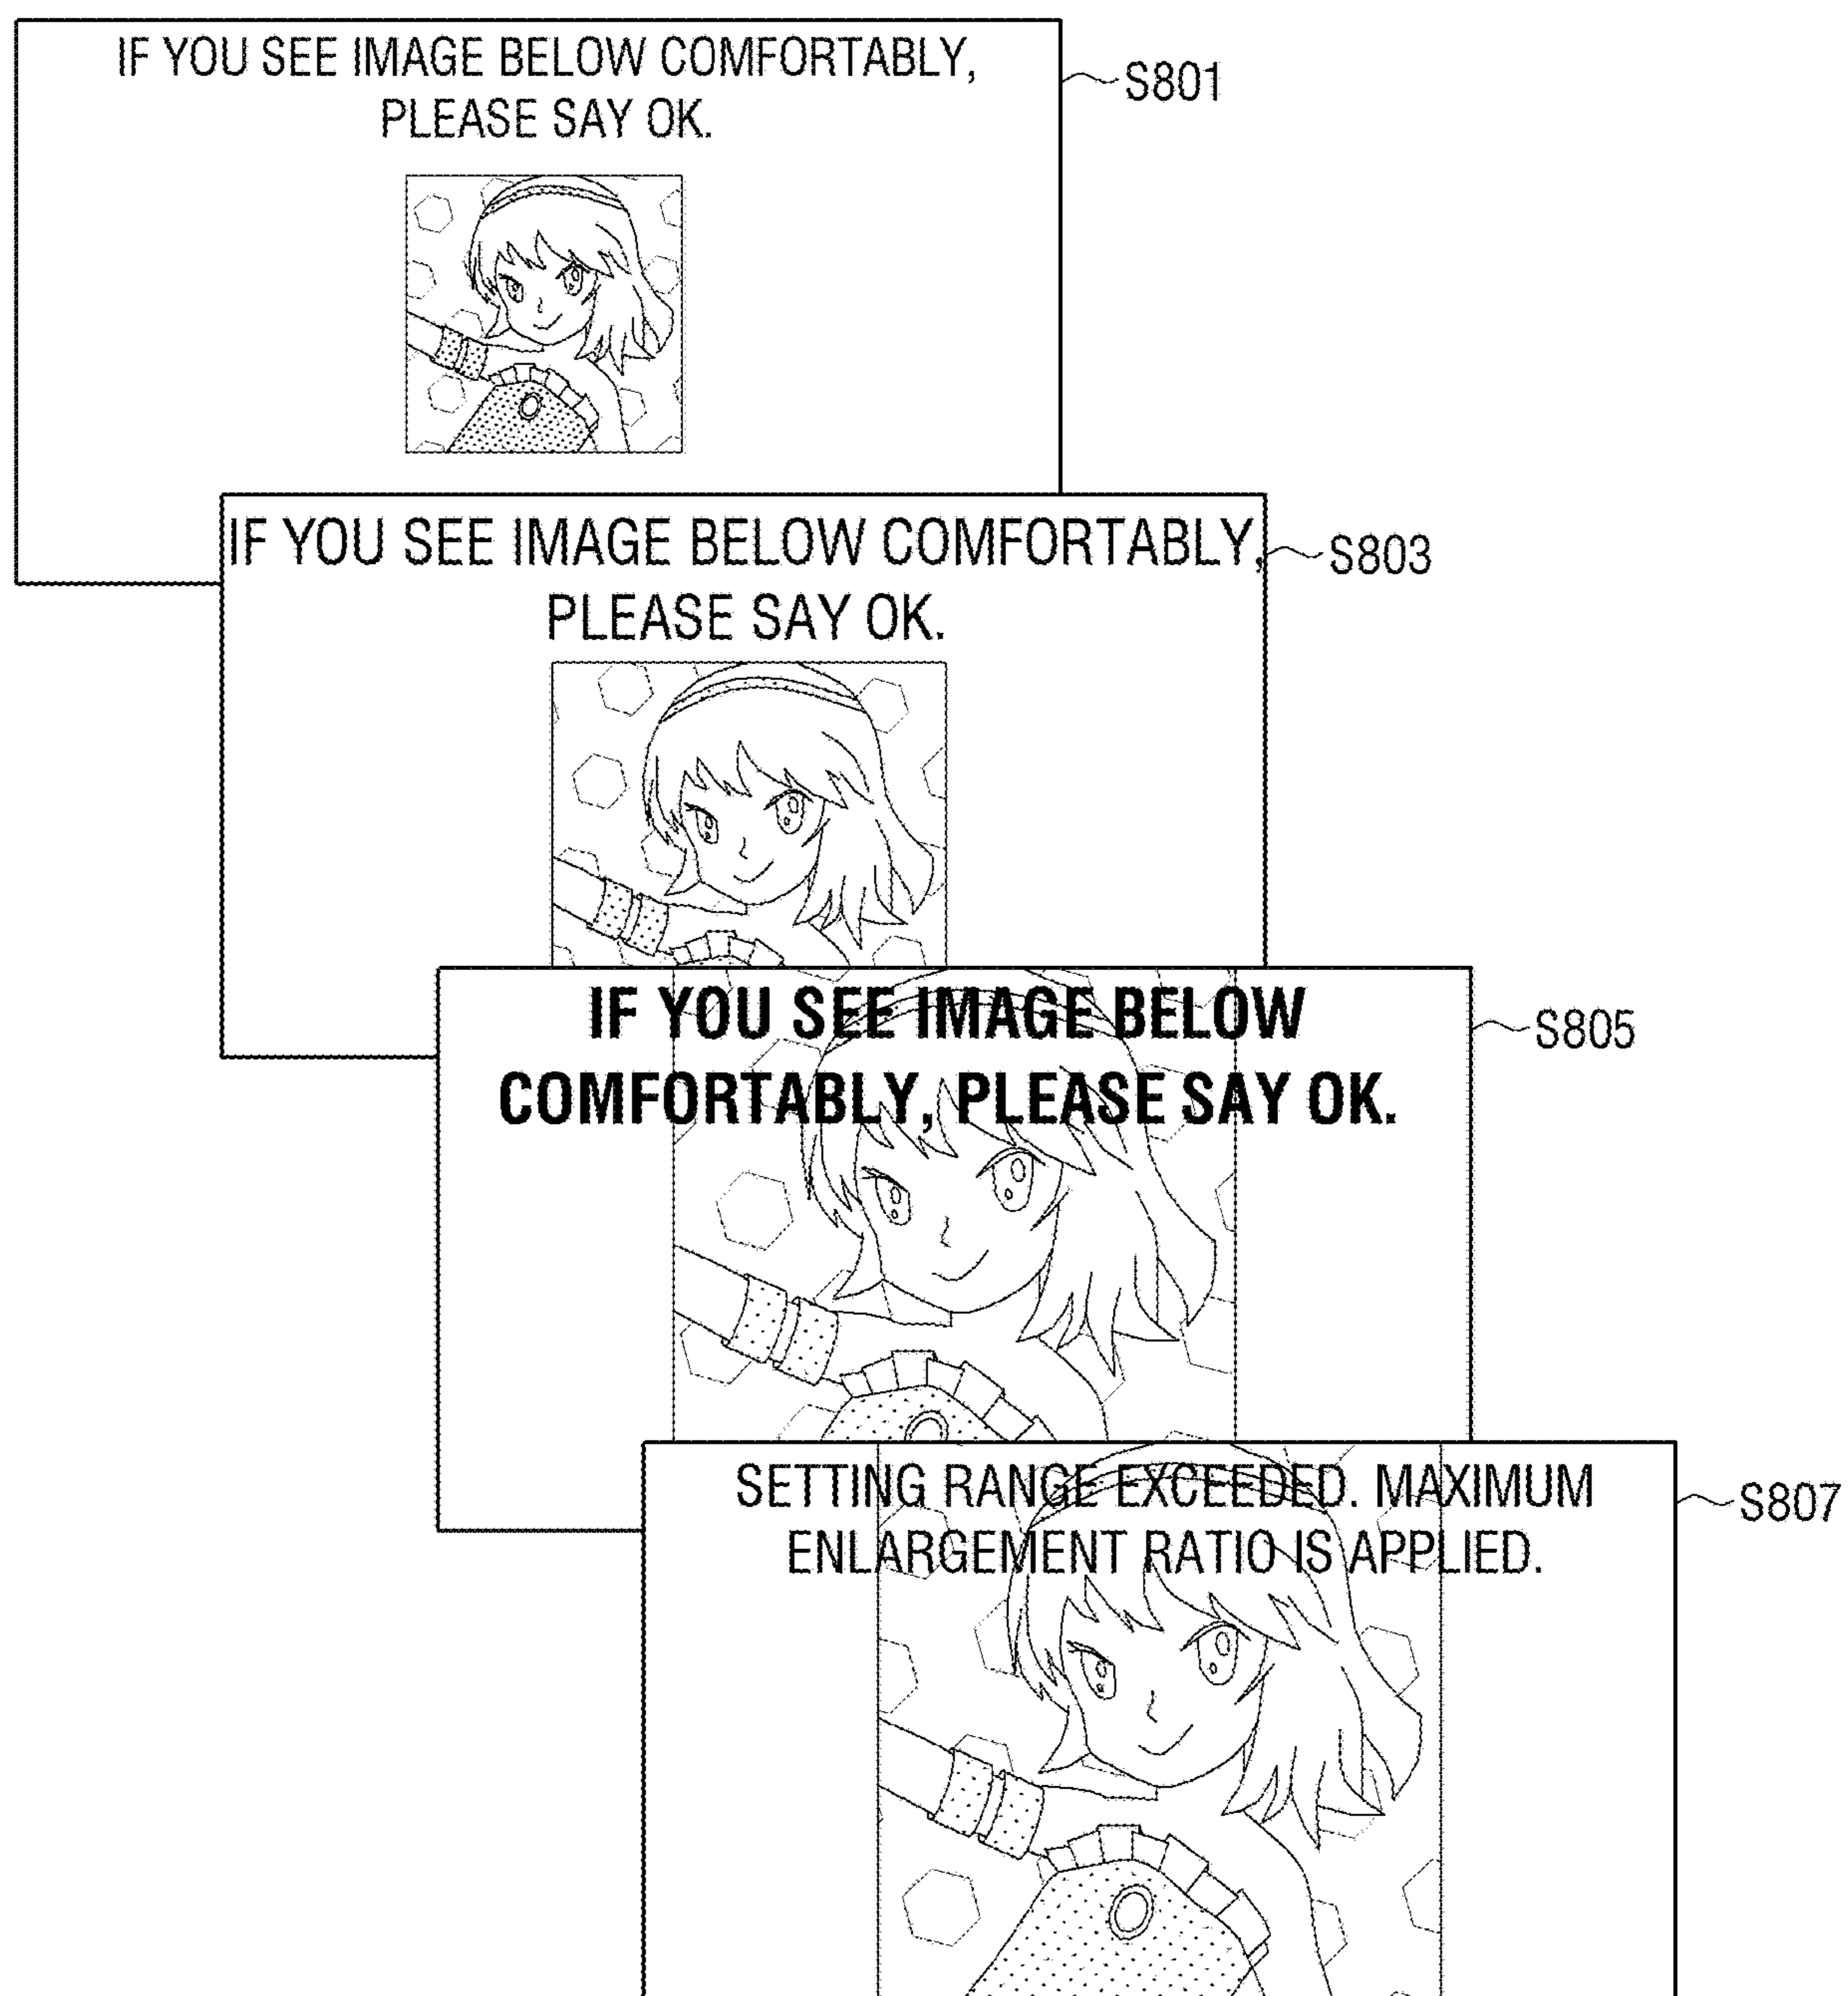 IF YOU SEE IMAGE BELOW COMFORTABLY,
PLEASE SAY OK.
S801
IF YOU SEE IMAGE BELOW COMFORTABLY,
PLEASE SAY OK.
S803
IF YOU SEE IMAGE BELOW
COMFORTABLY, PLEASE SAY OK.
S805
SETTING RANGE EXCEEDED. MAXIMUM
ENLARGEMENT RATIO IS APPLIED.
S807